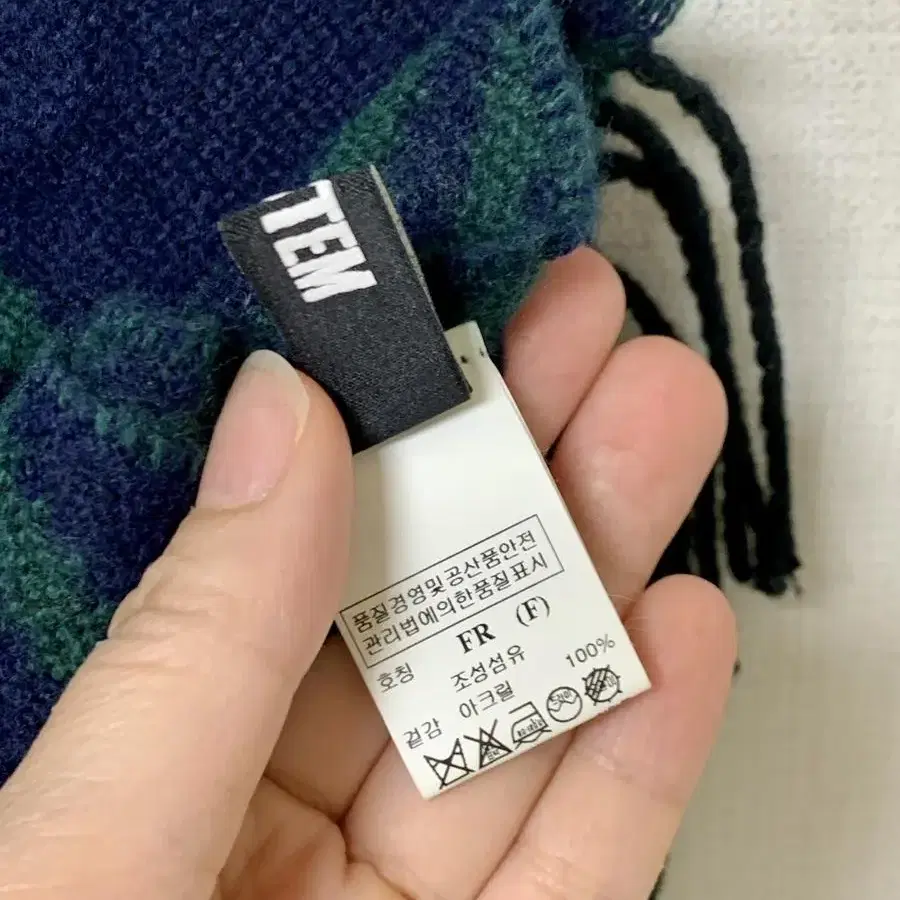 TEM
품질경영및공산품안전
관리법에의한품질표시
호칭 FR (F)
조성섬유
겉감 아크릴 100%